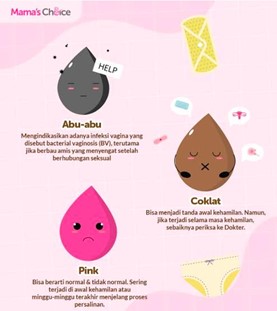 Mama's Choice
HELP
Abu-abu
Mengindikasikan adanya infeksi vagina yang
disebut bacterial vaginosis (BV), terutama
jika berbau amis yang menyengat setelah
berhubungan seksual
Coklat
Bisa menjadi tanda awal kehamilan. Namun,
jika terjadi selama masa kehamilan,
sebaiknya periksa ke Dokter.
Pink
Bisa berarti normal & tidak normal. Sering
terjadi di awal kehamilan atau
minggu-minggu terakhir menjelang proses
persalinan.